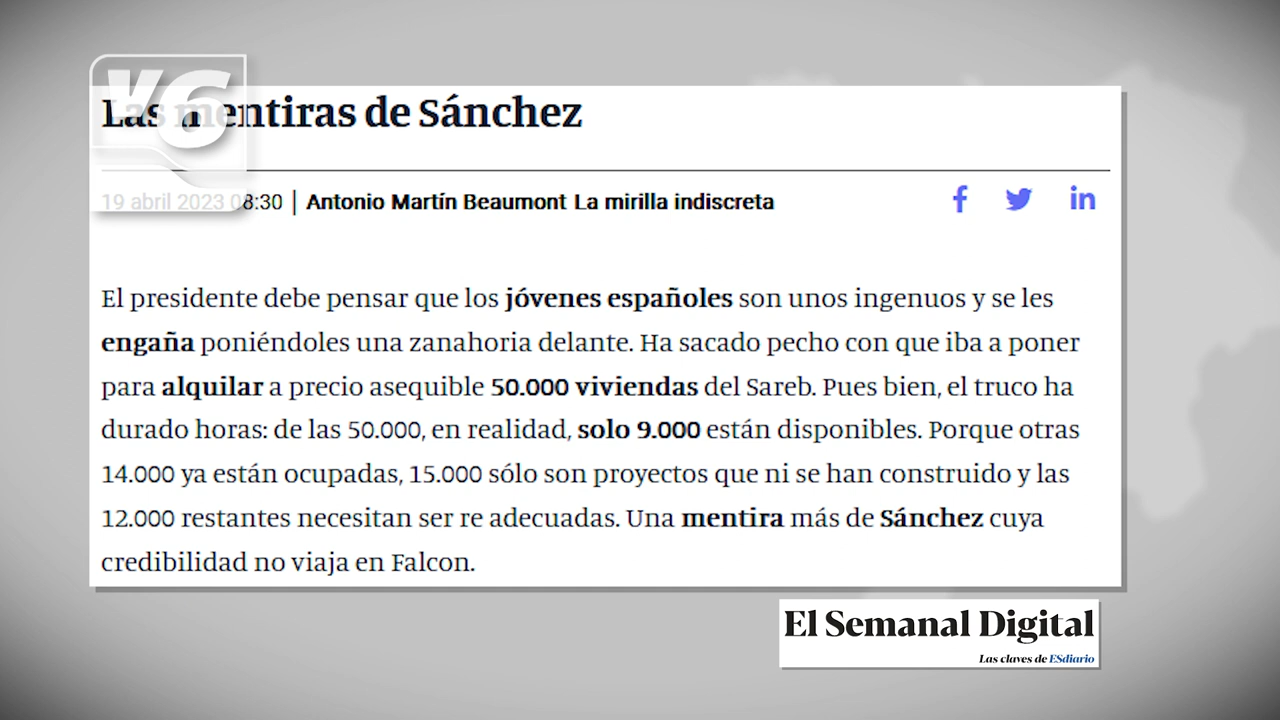 V6
Las mentiras de Sánchez
19 abril 2023 08:30 | Antonio Martín Beaumont La mirilla indiscreta
El presidente debe pensar que los jóvenes españoles son unos ingenuos y se les
engaña poniéndoles una zanahoria delante. Ha sacado pecho con que iba a poner
para alquilar a precio asequible 50.000 viviendas del Sareb. Pues bien, el truco ha
durado horas: de las 50.000, en realidad, solo 9.000 están disponibles. Porque otras
14.000 ya están ocupadas, 15.000 sólo son proyectos que ni se han construido y las
12.000 restantes necesitan ser re adecuadas. Una mentira más de Sánchez cuya
credibilidad no viaja en Falcon.
El Semanal Digital
Las claves de ESdiario